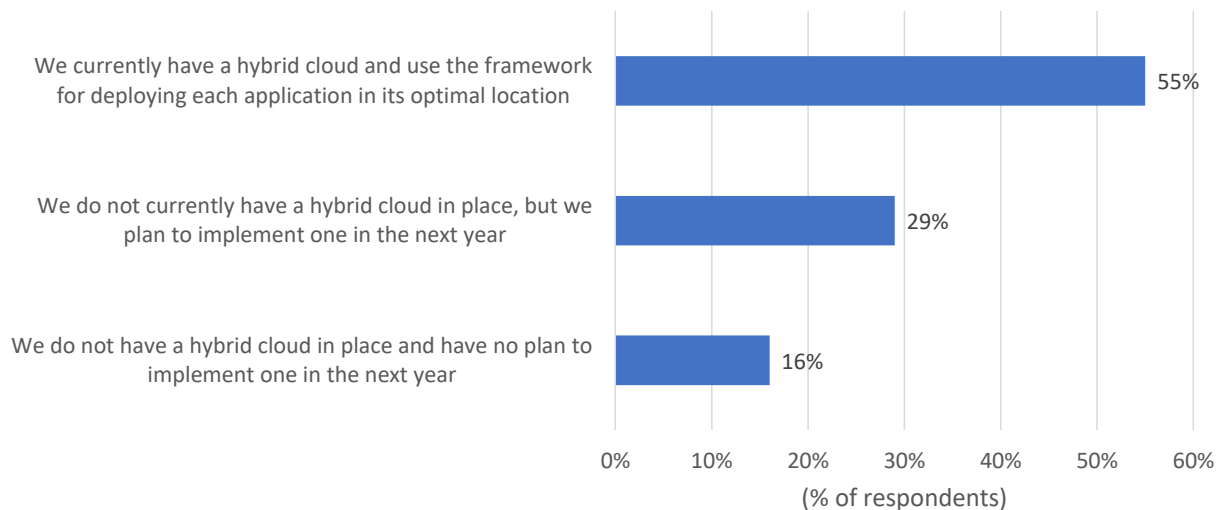 We currently have a hybrid cloud and use the framework
for deploying each application in its optimal location
55%
We do not currently have a hybrid cloud in place, but we
plan to implement one in the next year
29%
We do not have a hybrid cloud in place and have no plan to
implement one in the next year
16%
0% 10% 20% 30% 40% 50% 60%
(% of respondents)